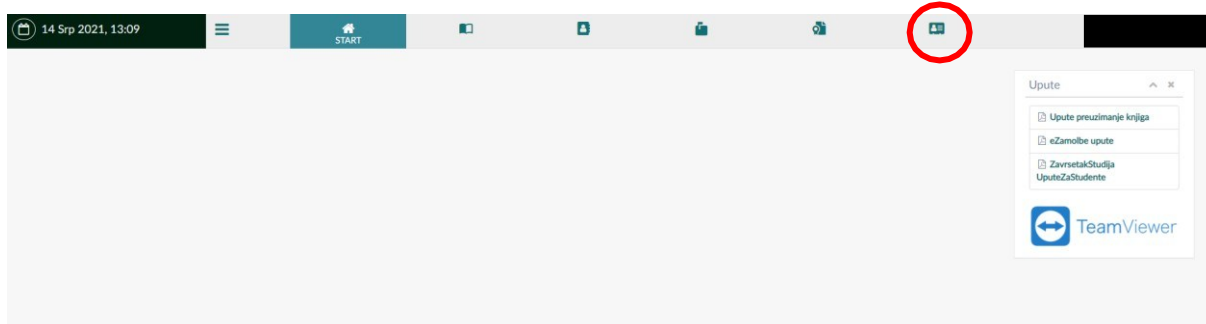 14 Srp 2021, 13:09
START
Upute
Upute preuzimanje knjiga
eZamolbe upute
ZavrsetakStudija
UputeZaStudente
TeamViewer